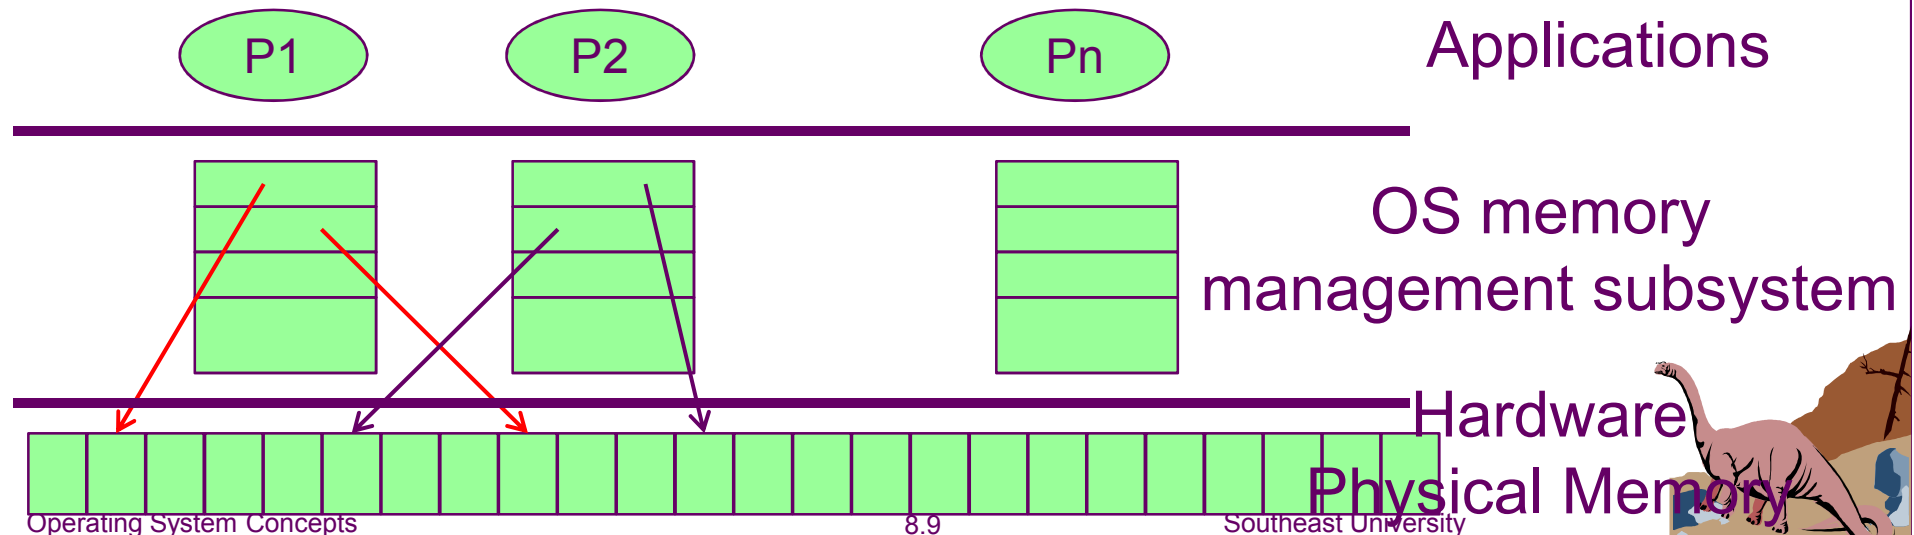 P1 P2 Pn Applications
OS memory
management subsystem
Hardware
Physical Memory
Operating System Concepts 8.9 Southeast University